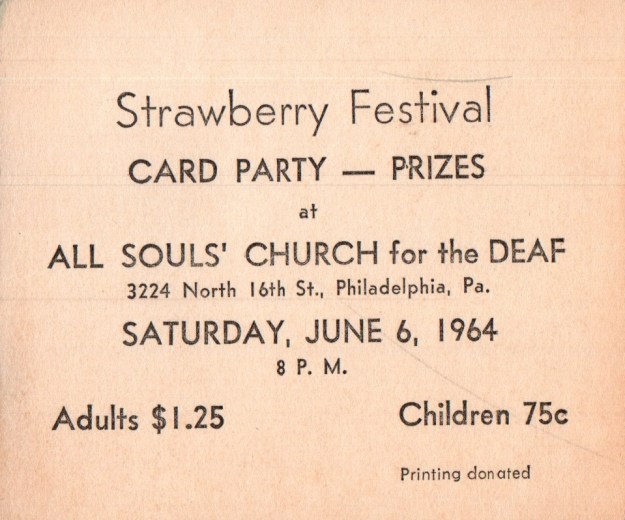 Strawberry Festival
CARD PARTY — PRIZES
at
ALL SOULS' CHURCH for the DEAF
3224 North 16th St., Philadelphia, Pa.
SATURDAY, JUNE 6, 1964
8 P. M.
Adults $1.25 Children 75c
Printing donated